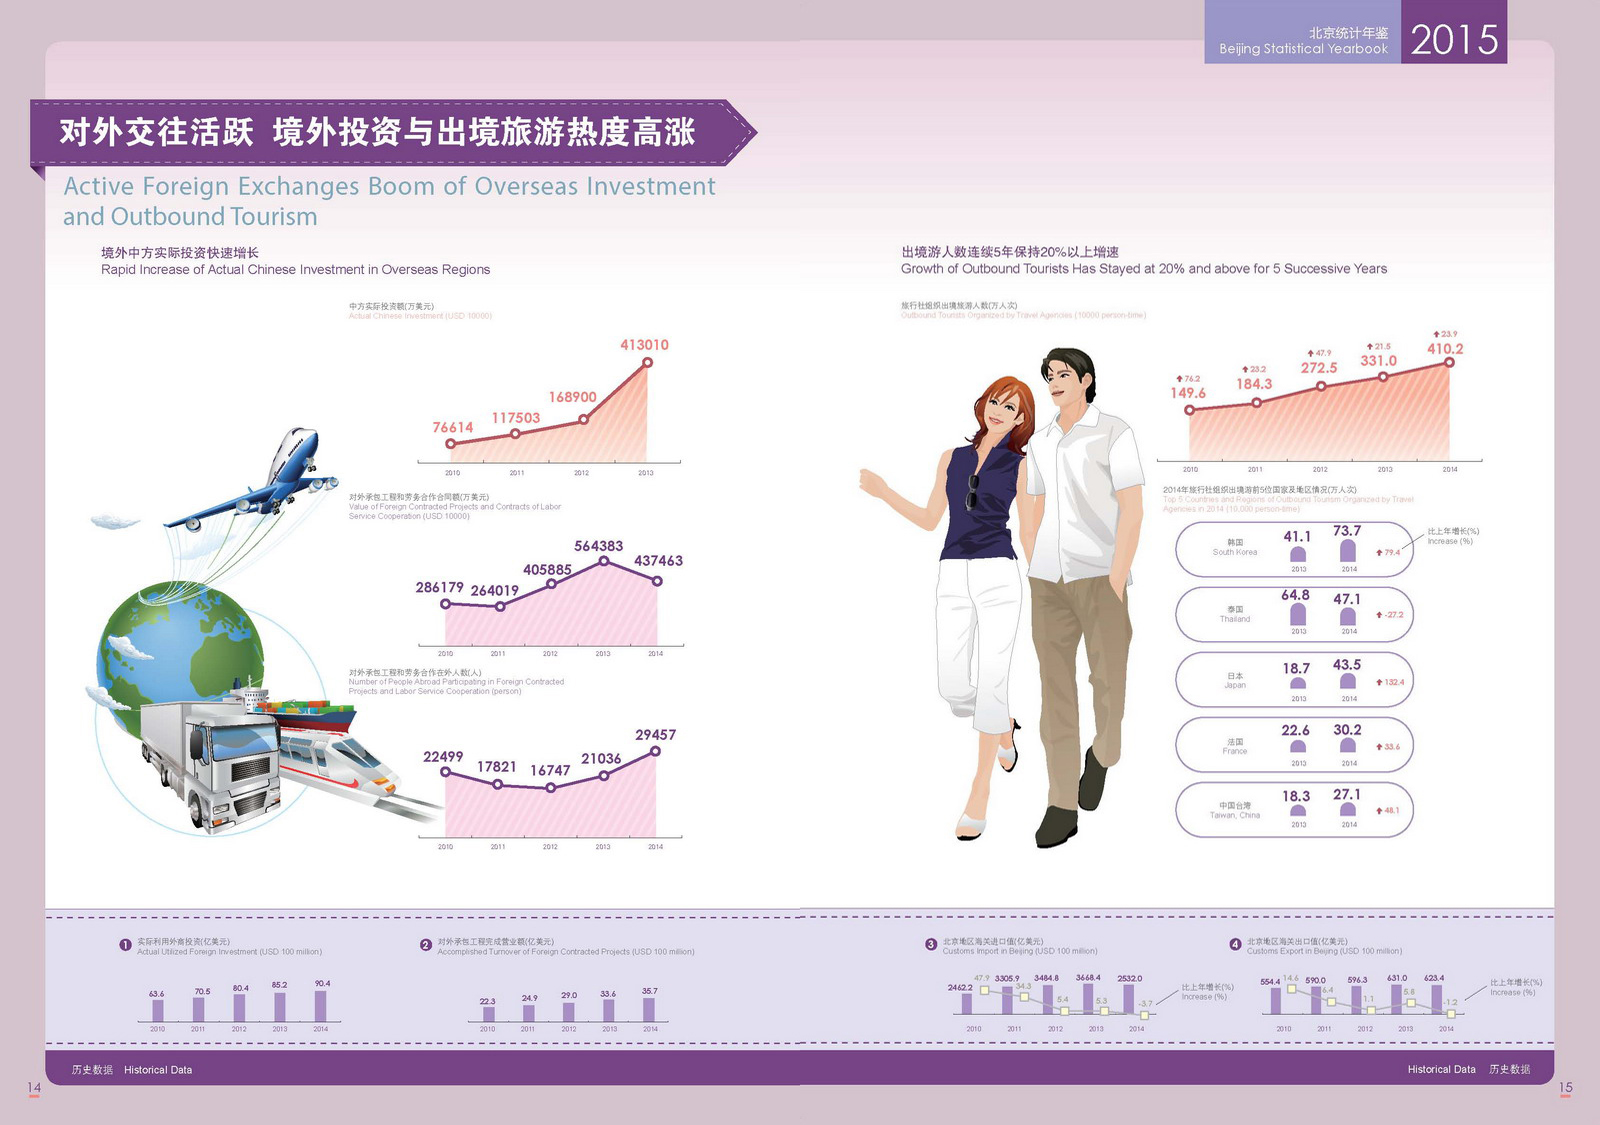 北京统计年鉴
Beijing Statistical Yearbook
2015
对外交往活跃 境外投资与出境旅游热度高涨
Active Foreign Exchanges Boom of Overseas Investment
and Outbound Tourism
境外中方实际投资快速增长
Rapid Increase of Actual Chinese Investment in Overseas Regions
中方实际投资额(万美元)
Actual Chinese Investment (USD 10000)
413010
168900
117503
76614
2010 2011 2012 2013
对外承包工程和劳务合作合同额(万美元)
Value of Foreign Contracted Projects and Contracts of Labor
Service Cooperation (USD 10000)
564383
437463
405885
286179 264019
2010 2011 2012 2013 2014
对外承包工程和劳务合作在外人数(人)
Number of People Abroad Participating in Foreign Contracted
Projects and Labor Service Cooperation (person)
29457
22499 17821 16747 21036
2010 2011 2012 2013 2014
出境游人数连续5年保持20%以上增速
Growth of Outbound Tourists Has Stayed at 20% and above for 5 Successive Years
旅行社组织出境旅游人数(万人次)
Outbound Tourists Organized by Travel Agencies (10000 person-time)
76.2 23.2 47.9 21.5 23.9
149.6 184.3 272.5 331.0 410.2
2010 2011 2012 2013 2014
2014年旅行社组织出境游前5位国家及地区情况(万人次)
Top 5 Countries and Regions of Outbound Tourism Organized by Travel
Agencies in 2014 (10,000 person-time)
比上年增长(%)
Increase (%)
韩国
South Korea
41.1 73.7 79.4
2013 2014
泰国
Thailand
64.8 47.1 -27.2
2013 2014
日本
Japan
18.7 43.5 132.4
2013 2014
法国
France
22.6 30.2 33.6
2013 2014
中国台湾
Taiwan, China
18.3 27.1 48.1
2013 2014
1 实际利用外商投资(亿美元)
Actual Utilized Foreign Investment (USD 100 million)
63.6 70.5 80.4 85.2 90.4
2010 2011 2012 2013 2014
2 对外承包工程完成营业额(亿美元)
Accomplished Turnover of Foreign Contracted Projects (USD 100 million)
22.3 24.9 29.0 33.6 35.7
2010 2011 2012 2013 2014
3 北京地区海关进口值(亿美元)
Customs Import in Beijing (USD 100 million)
2462.2 3305.9 3484.8 3668.4 2532.0
47.9 34.3 5.4 5.3 -3.7
比上年增长(%)
Increase (%)
2010 2011 2012 2013 2014
4 北京地区海关出口值(亿美元)
Customs Export in Beijing (USD 100 million)
554.4 590.0 596.3 631.0 623.4
14.6 6.4 1.1 5.8 -1.2
比上年增长(%)
Increase (%)
2010 2011 2012 2013 2014
历史数据 Historical Data
Historical Data 历史数据
14
15